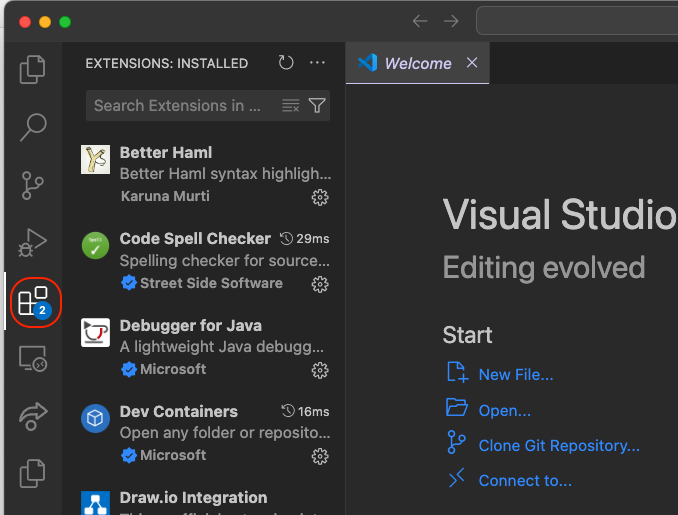 EXTENSIONS: INSTALLED
Welcome
Search Extensions in ...
Better Haml
Better Haml syntax highligh...
Karuna Murti
Code Spell Checker 29ms
Spelling checker for source...
Street Side Software
Debugger for Java
A lightweight Java debugg...
Microsoft
Dev Containers 16ms
Open any folder or reposito...
Microsoft
Draw.io Integration
2
Visual Studio
Editing evolved
Start
New File...
Open...
Clone Git Repository...
Connect to...